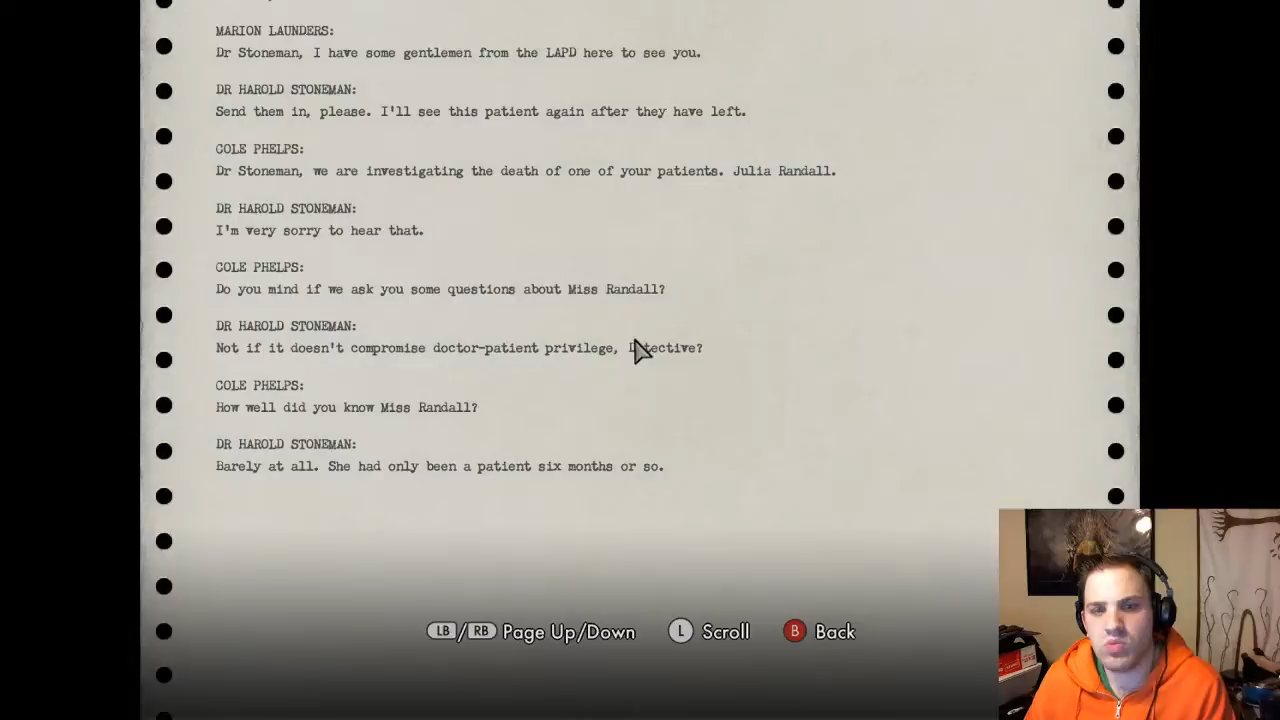 MARION LAUNDERS:
Dr Stoneman, I have some gentlemen from the LAPD here to see you.
DR HAROLD STONEMAN:
Send them in, please. I'll see this patient again after they have left.
COLE PHELPS:
Dr Stoneman, we are investigating the death of one of your patients. Julia Randall.
DR HAROLD STONEMAN:
I'm very sorry to hear that.
COLE PHELPS:
Do you mind if we ask you some questions about Miss Randall?
DR HAROLD STONEMAN:
Not if it doesn't compromise doctor-patient privilege, Detective?
COLE PHELPS:
How well did you know Miss Randall?
DR HAROLD STONEMAN:
Barely at all. She had only been a patient six months or so.
LB/RB Page Up/Down L Scroll B Back